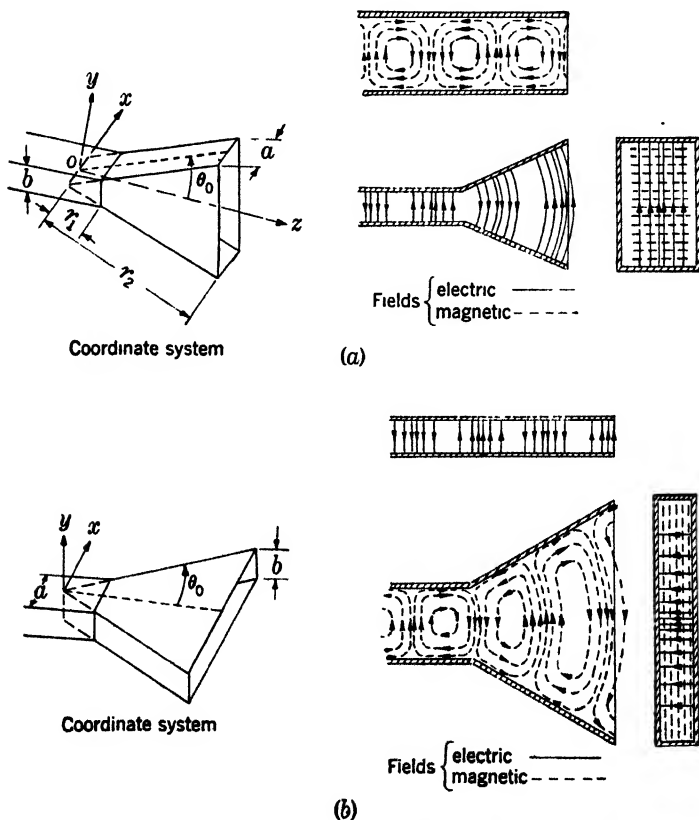 y
x
a
o
b
θ₀
z
r₁
r₂
Coordinate system
Fields { electric
magnetic
(a)
y
x
a
b
θ₀
Coordinate system
Fields { electric
magnetic
(b)